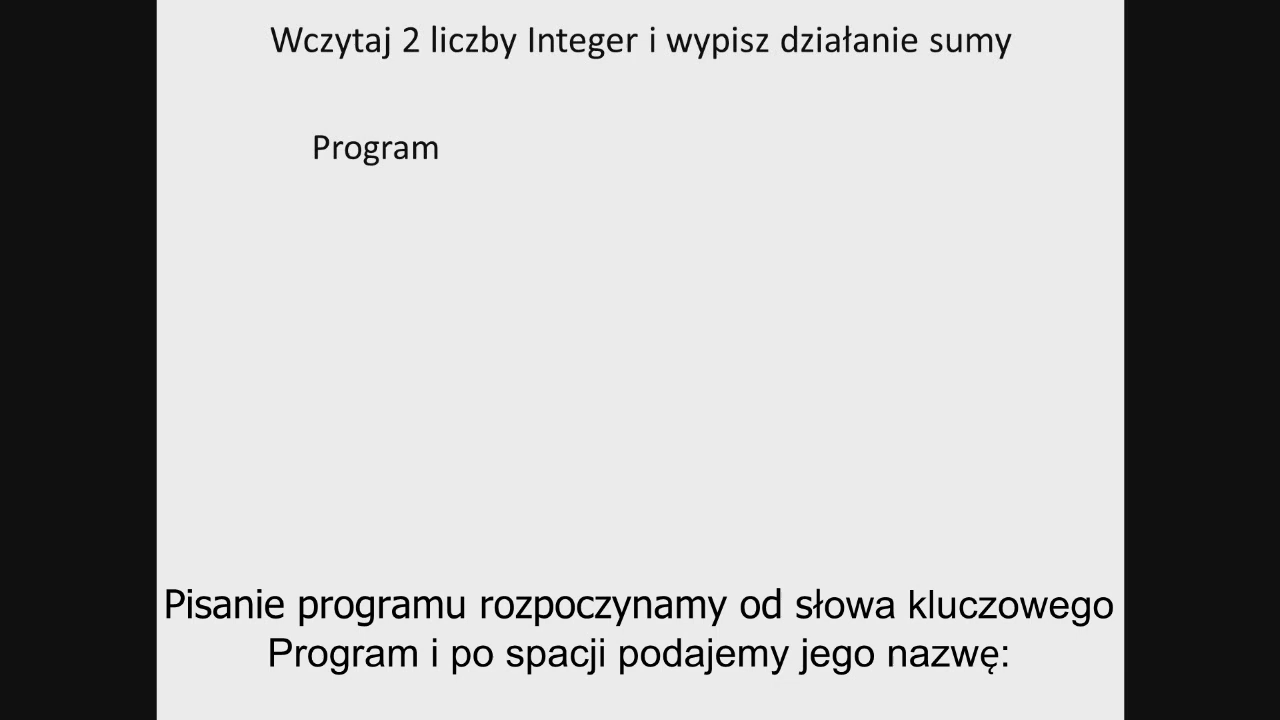 Wczytaj 2 liczby Integer i wypisz działanie sumy
Program
Pisanie programu rozpoczynamy od słowa kluczowego
Program i po spacji podajemy jego nazwę: